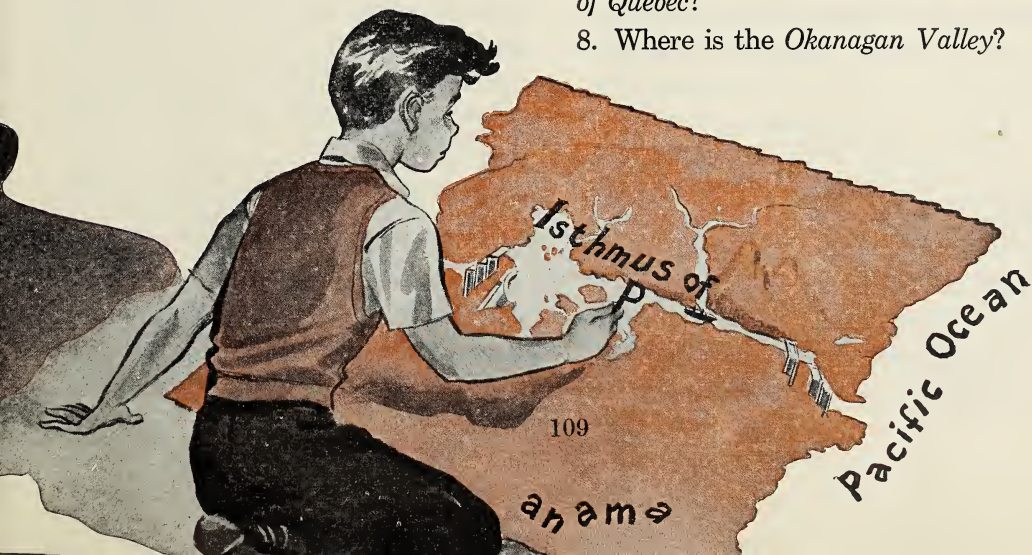 of Quebec?
8. Where is the Okanagan Valley?
Isthmus of
P
anama
Pacific Ocean
109